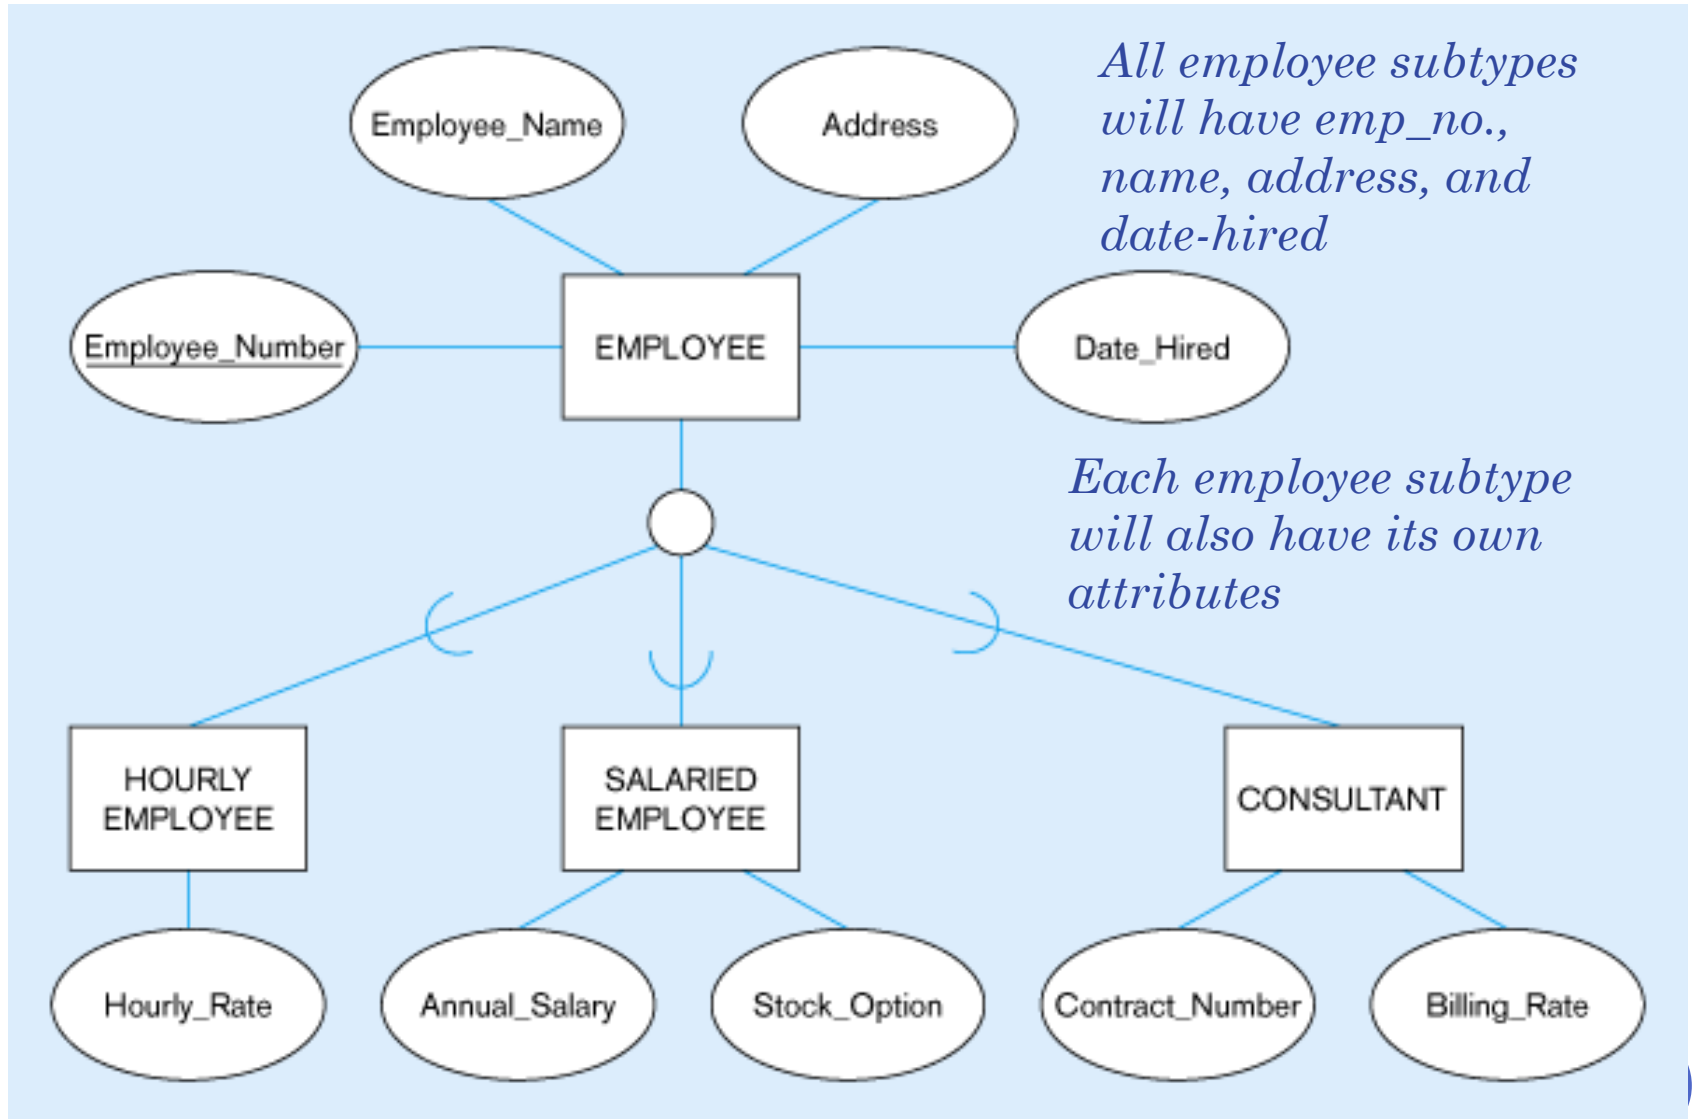 All employee subtypes
will have emp_no.,
name, address, and
date-hired
Employee_Name
Address
Employee_Number
EMPLOYEE
Date_Hired
Each employee subtype
will also have its own
attributes
HOURLY
EMPLOYEE
SALARIED
EMPLOYEE
CONSULTANT
Hourly_Rate
Annual_Salary
Stock_Option
Contract_Number
Billing_Rate